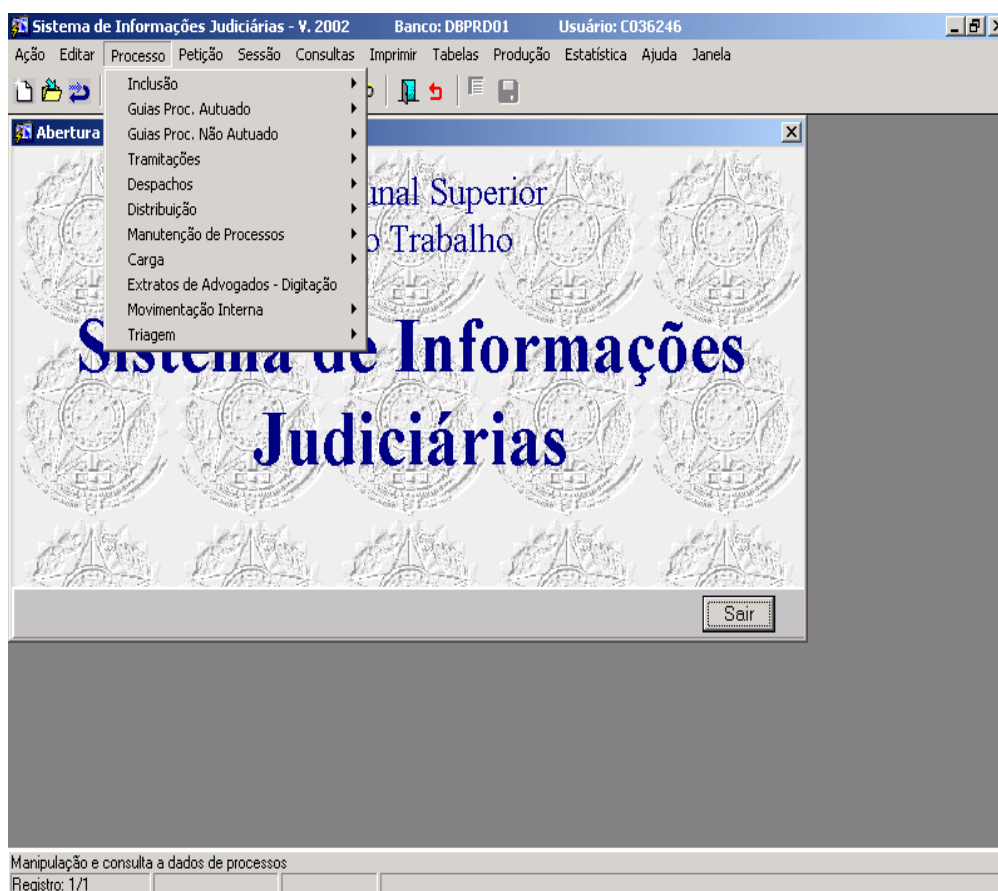 Sistema de Informações Judiciárias - V. 2002 Banco: DBPRD01 Usuário: C036246
Ação Editar Processo Petição Sessão Consultas Imprimir Tabelas Produção Estatística Ajuda Janela
Inclusão
Guias Proc. Autuado
Guias Proc. Não Autuado
Tramitações
Despachos
Distribuição
Manutenção de Processos
Carga
Extratos de Advogados - Digitação
Movimentação Interna
Triagem
Abertura
unal Superior
o Trabalho
Sistema de Informações
Judiciárias
Sair
Manipulação e consulta a dados de processos
Registro: 1/1